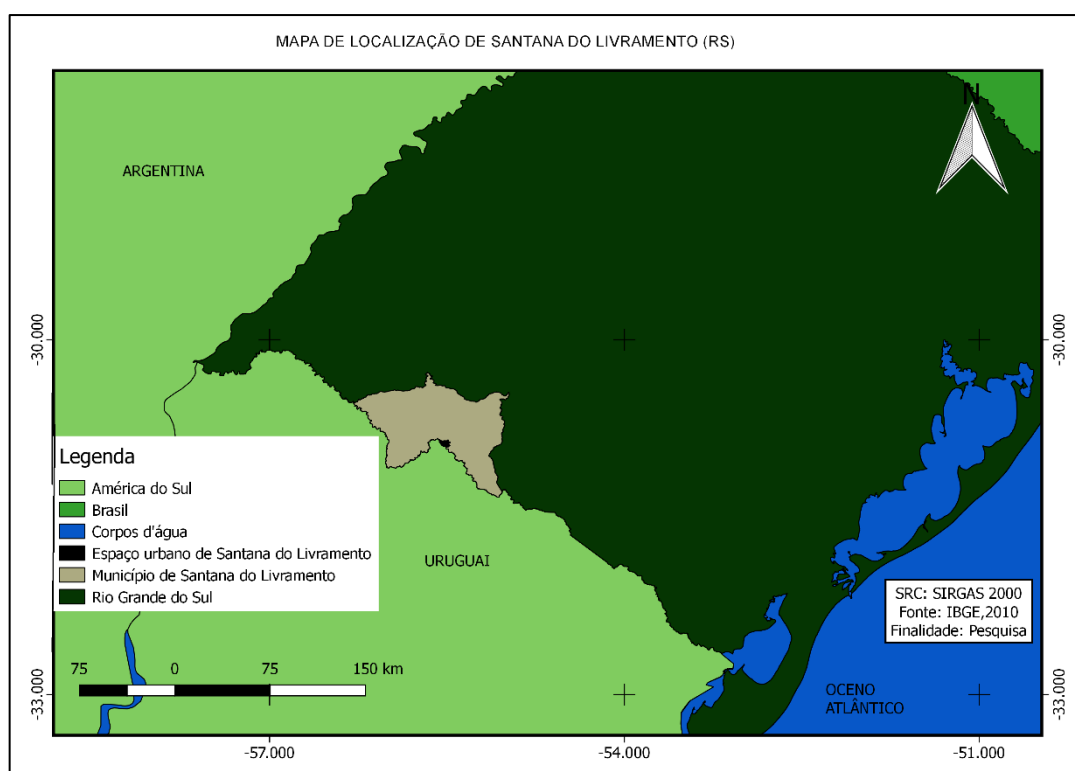 MAPA DE LOCALIZAÇÃO DE SANTANA DO LIVRAMENTO (RS)
N
ARGENTINA
-30.000
-30.000
Legenda
América do Sul
Brasil
Corpos d'água
Espaço urbano de Santana do Livramento
Município de Santana do Livramento
Rio Grande do Sul
URUGUAI
SRC: SIRGAS 2000
Fonte: IBGE,2010
Finalidade: Pesquisa
75 0 75 150 km
OCENO
ATLÂNTICO
-33.000
-33.000
-57.000 -54.000 -51.000